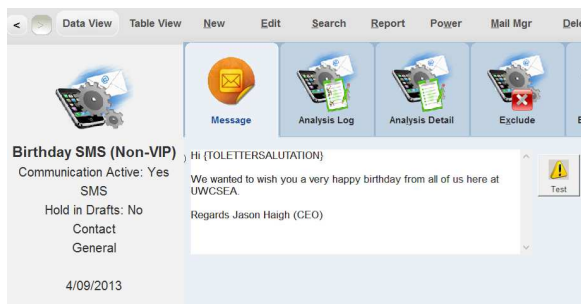 <
>
Data View
Table View
New
Edit
Search
Report
Power
Mail Mgr
Message
Analysis Log
Analysis Detail
Exclude
Birthday SMS (Non-VIP)
Communication Active: Yes
SMS
Hold in Drafts: No
Contact
General
4/09/2013
)
Hi {TOLETTERSALUTATION}
We wanted to wish you a very happy birthday from all of us here at
UWCSEA.
Regards Jason Haigh (CEO)
Test